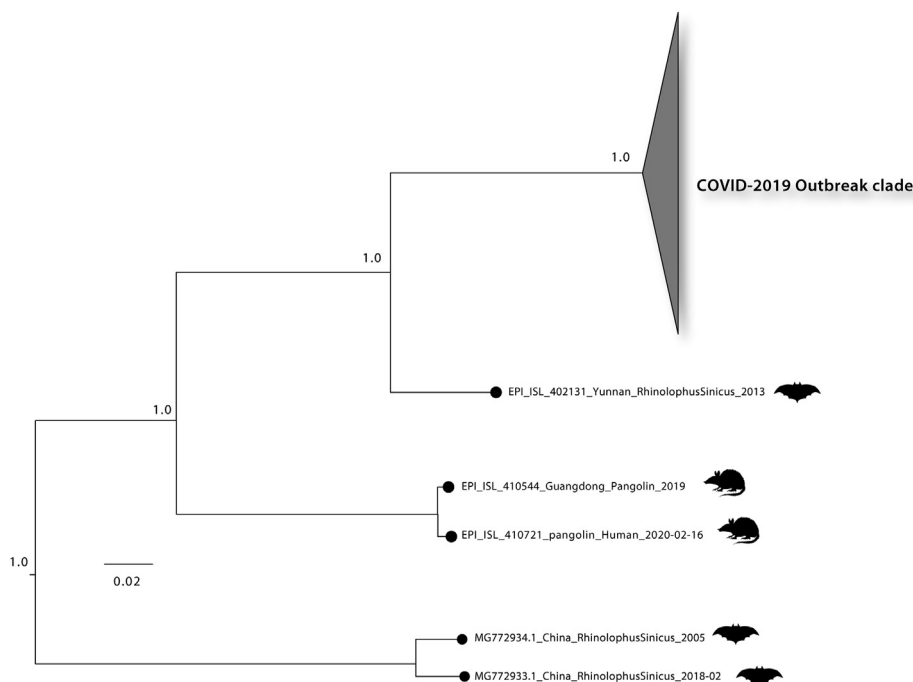 1.0
COVID-2019 Outbreak clade
1.0
EPI_ISL_402131_Yunnan_RhinolophusSinicus_2013
1.0
EPI_ISL_410544_Guangdong_Pangolin_2019
EPI_ISL_410721_pangolin_Human_2020-02-16
1.0
0.02
MG772934.1_China_RhinolophusSinicus_2005
MG772933.1_China_RhinolophusSinicus_2018-02